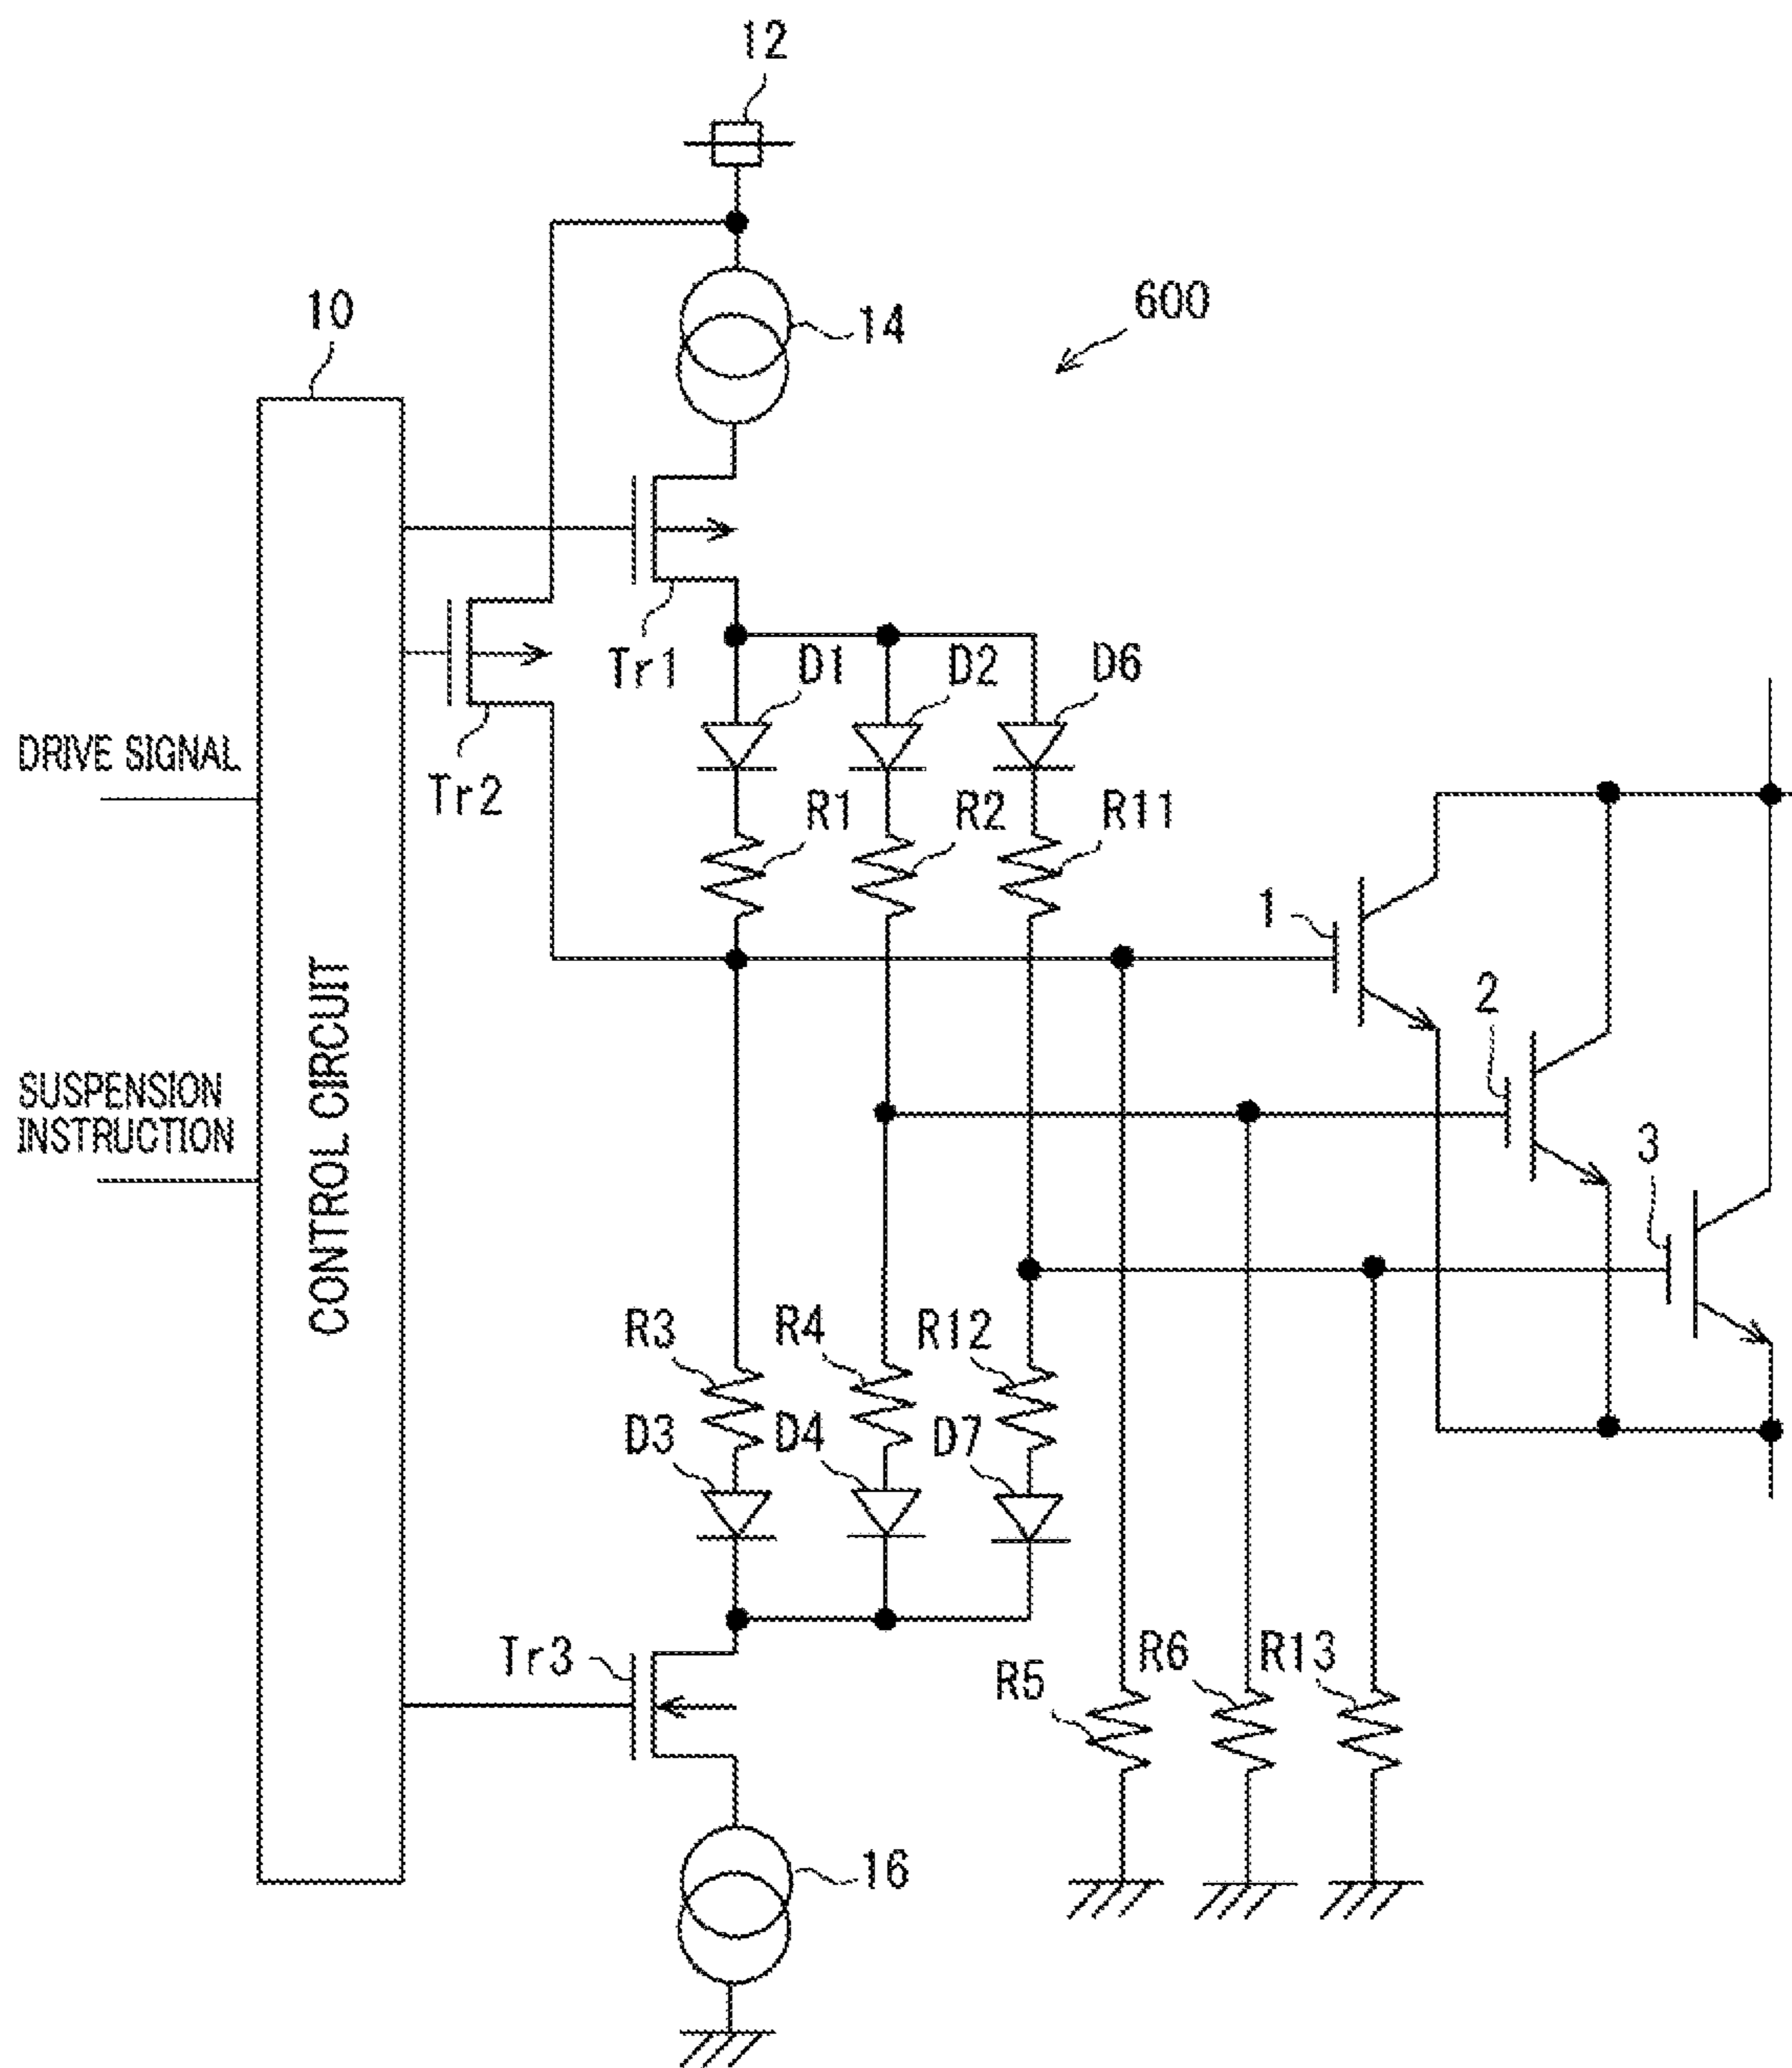 12
10
14
600
Tr1
D1
D2
D6
DRIVE SIGNAL
Tr2
R1
R2
R11
1
CONTROL CIRCUIT
2
SUSPENSION
INSTRUCTION
3
R3
R4
R12
D3
D4
D7
Tr3
R5
R6
R13
16